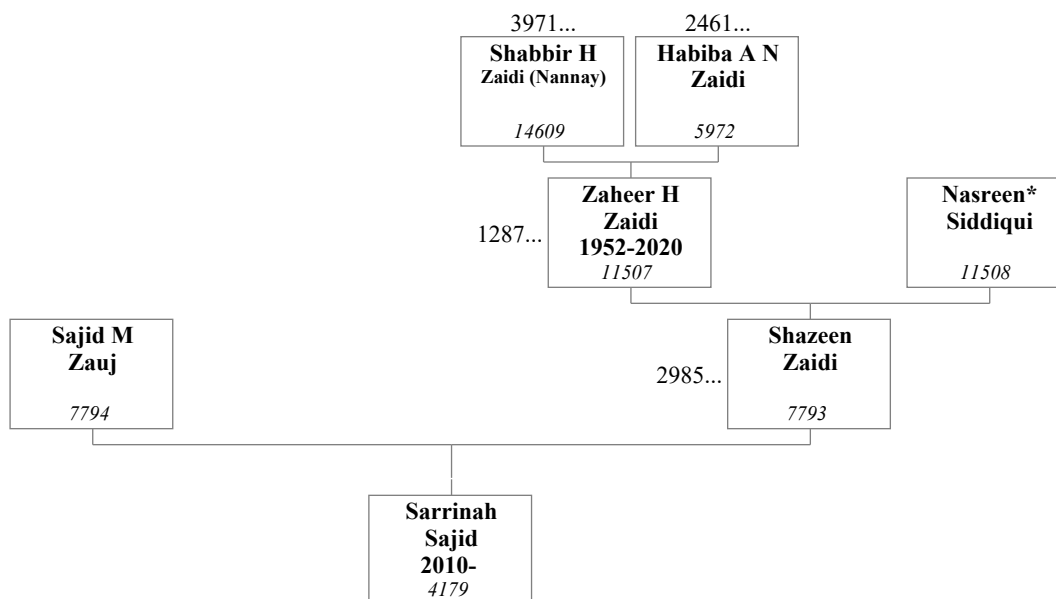 3971...
2461...
Shabbir H
Zaidi (Nannay)
14609
Habiba A N
Zaidi
5972
1287...
Zaheer H
Zaidi
1952-2020
11507
Nasreen*
Siddiqui
11508
Sajid M
Zauj
7794
2985...
Shazeen
Zaidi
7793
Sarrinah
Sajid
2010-
4179